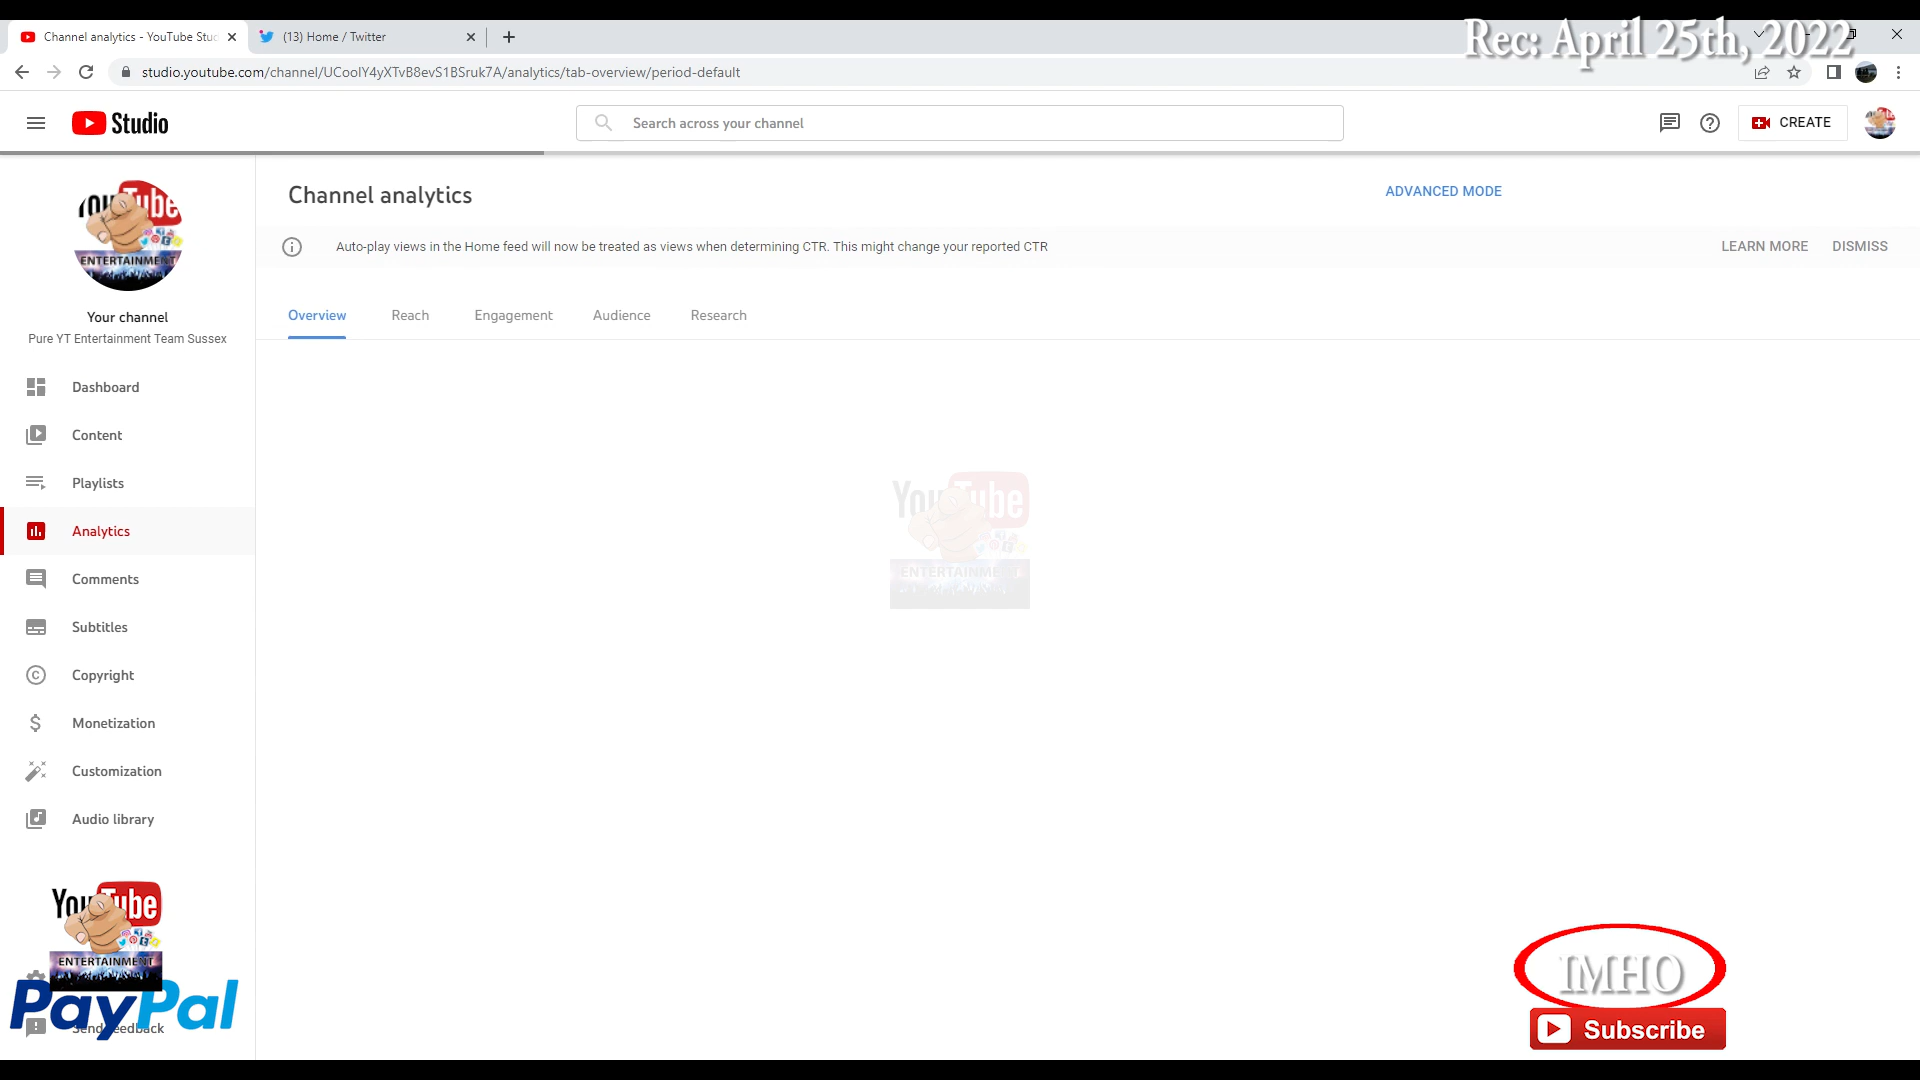 Channel analytics - YouTube Stuc
(13) Home / Twitter
Rec: April 25th, 2022
studio.youtube.com/channel/UCoolY4yXTvB8evS1BSruk7A/analytics/tab-overview/period-default
Studio
Search across your channel
CREATE
YouTube
ENTERTAINMENT
Your channel
Pure YT Entertainment Team Sussex
Channel analytics
ADVANCED MODE
Auto-play views in the Home feed will now be treated as views when determining CTR. This might change your reported CTR
LEARN MORE
DISMISS
Overview
Reach
Engagement
Audience
Research
Dashboard
Content
Playlists
Analytics
Comments
Subtitles
Copyright
Monetization
Customization
Audio library
YouTube
ENTERTAINMENT
YouTube
ENTERTAINMENT
PayPal
Send feedback
IMHO
Subscribe